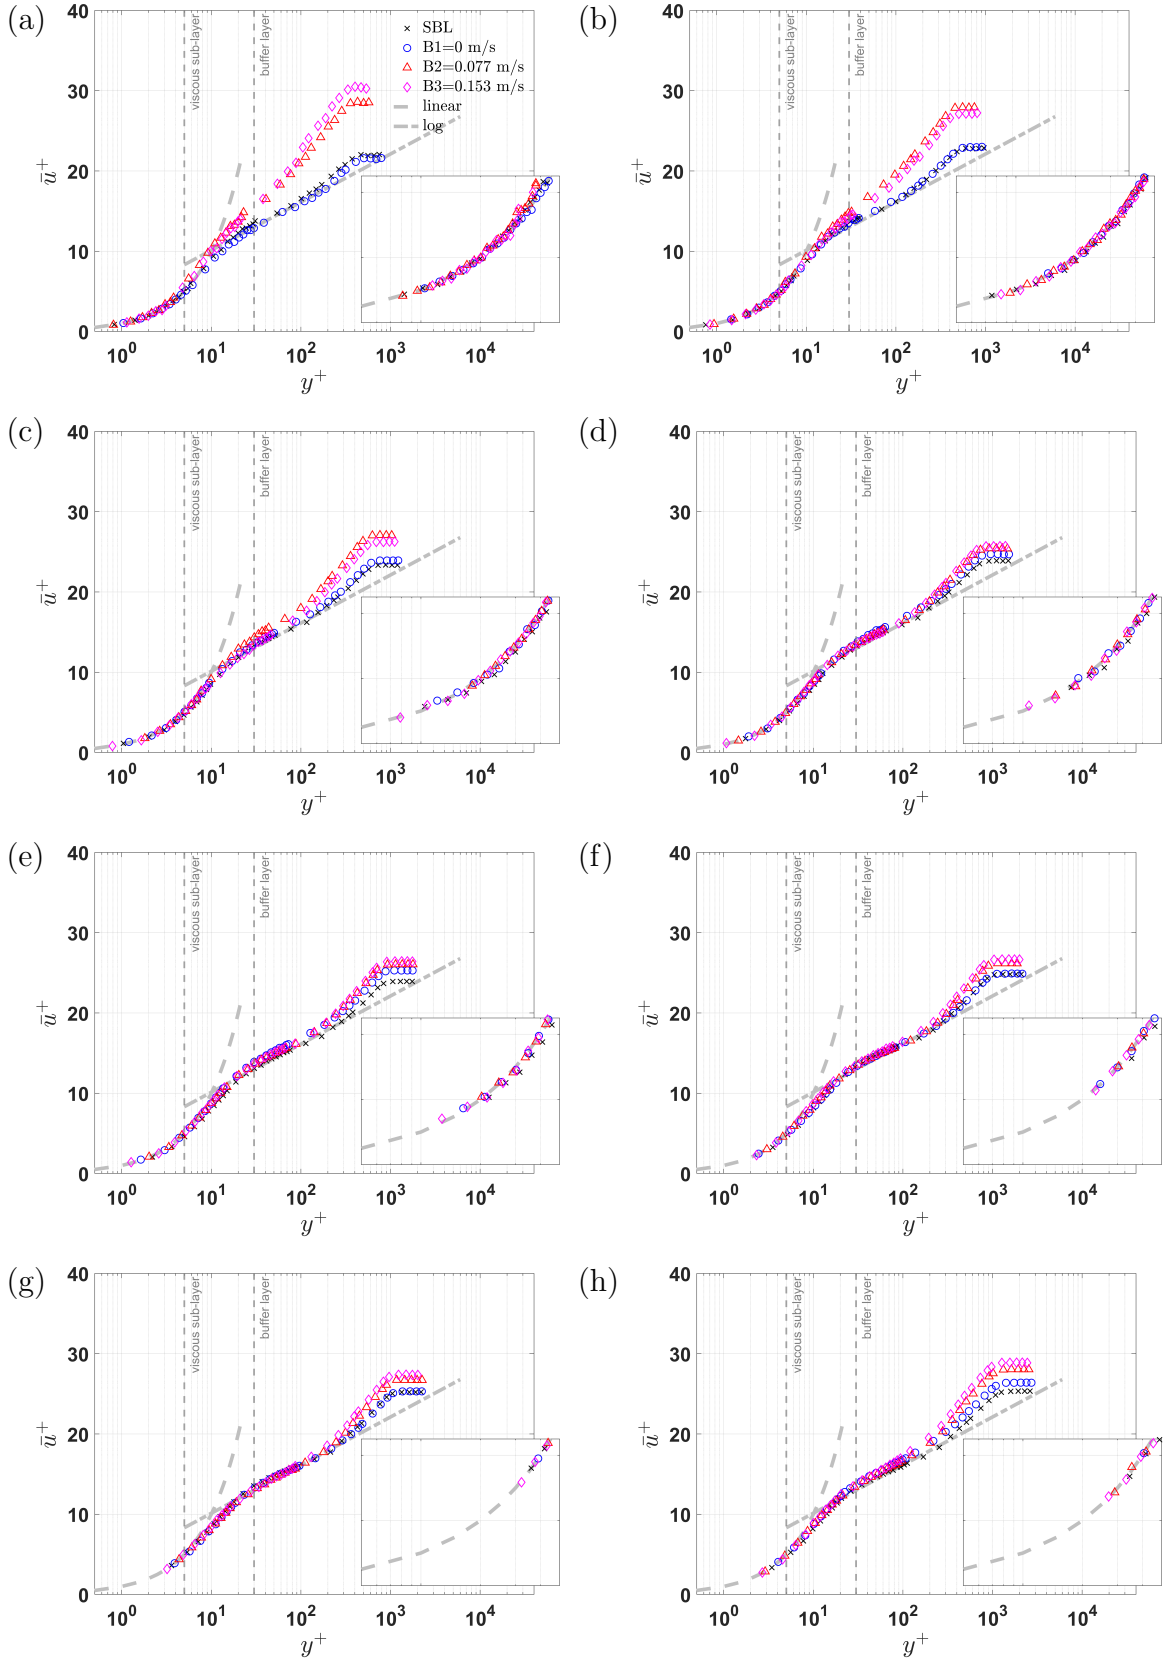 (a)
40
30
20
10
0
ū⁺
viscous sub-layer
buffer layer
SBL
B1=0 m/s
B2=0.077 m/s
B3=0.153 m/s
linear
log
10⁰ 10¹ 10² 10³ 10⁴
y⁺
(b)
40
30
20
10
0
ū⁺
viscous sub-layer
buffer layer
10⁰ 10¹ 10² 10³ 10⁴
y⁺
(c)
40
30
20
10
0
ū⁺
viscous sub-layer
buffer layer
10⁰ 10¹ 10² 10³ 10⁴
y⁺
(d)
40
30
20
10
0
ū⁺
viscous sub-layer
buffer layer
10⁰ 10¹ 10² 10³ 10⁴
y⁺
(e)
40
30
20
10
0
ū⁺
viscous sub-layer
buffer layer
10⁰ 10¹ 10² 10³ 10⁴
y⁺
(f)
40
30
20
10
0
ū⁺
viscous sub-layer
buffer layer
10⁰ 10¹ 10² 10³ 10⁴
y⁺
(g)
40
30
20
10
0
ū⁺
viscous sub-layer
buffer layer
10⁰ 10¹ 10² 10³ 10⁴
y⁺
(h)
40
30
20
10
0
ū⁺
viscous sub-layer
buffer layer
10⁰ 10¹ 10² 10³ 10⁴
y⁺